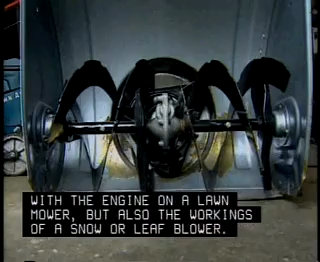 WITH THE ENGINE ON A LAWN
MOWER, BUT ALSO THE WORKINGS
OF A SNOW OR LEAF BLOWER.